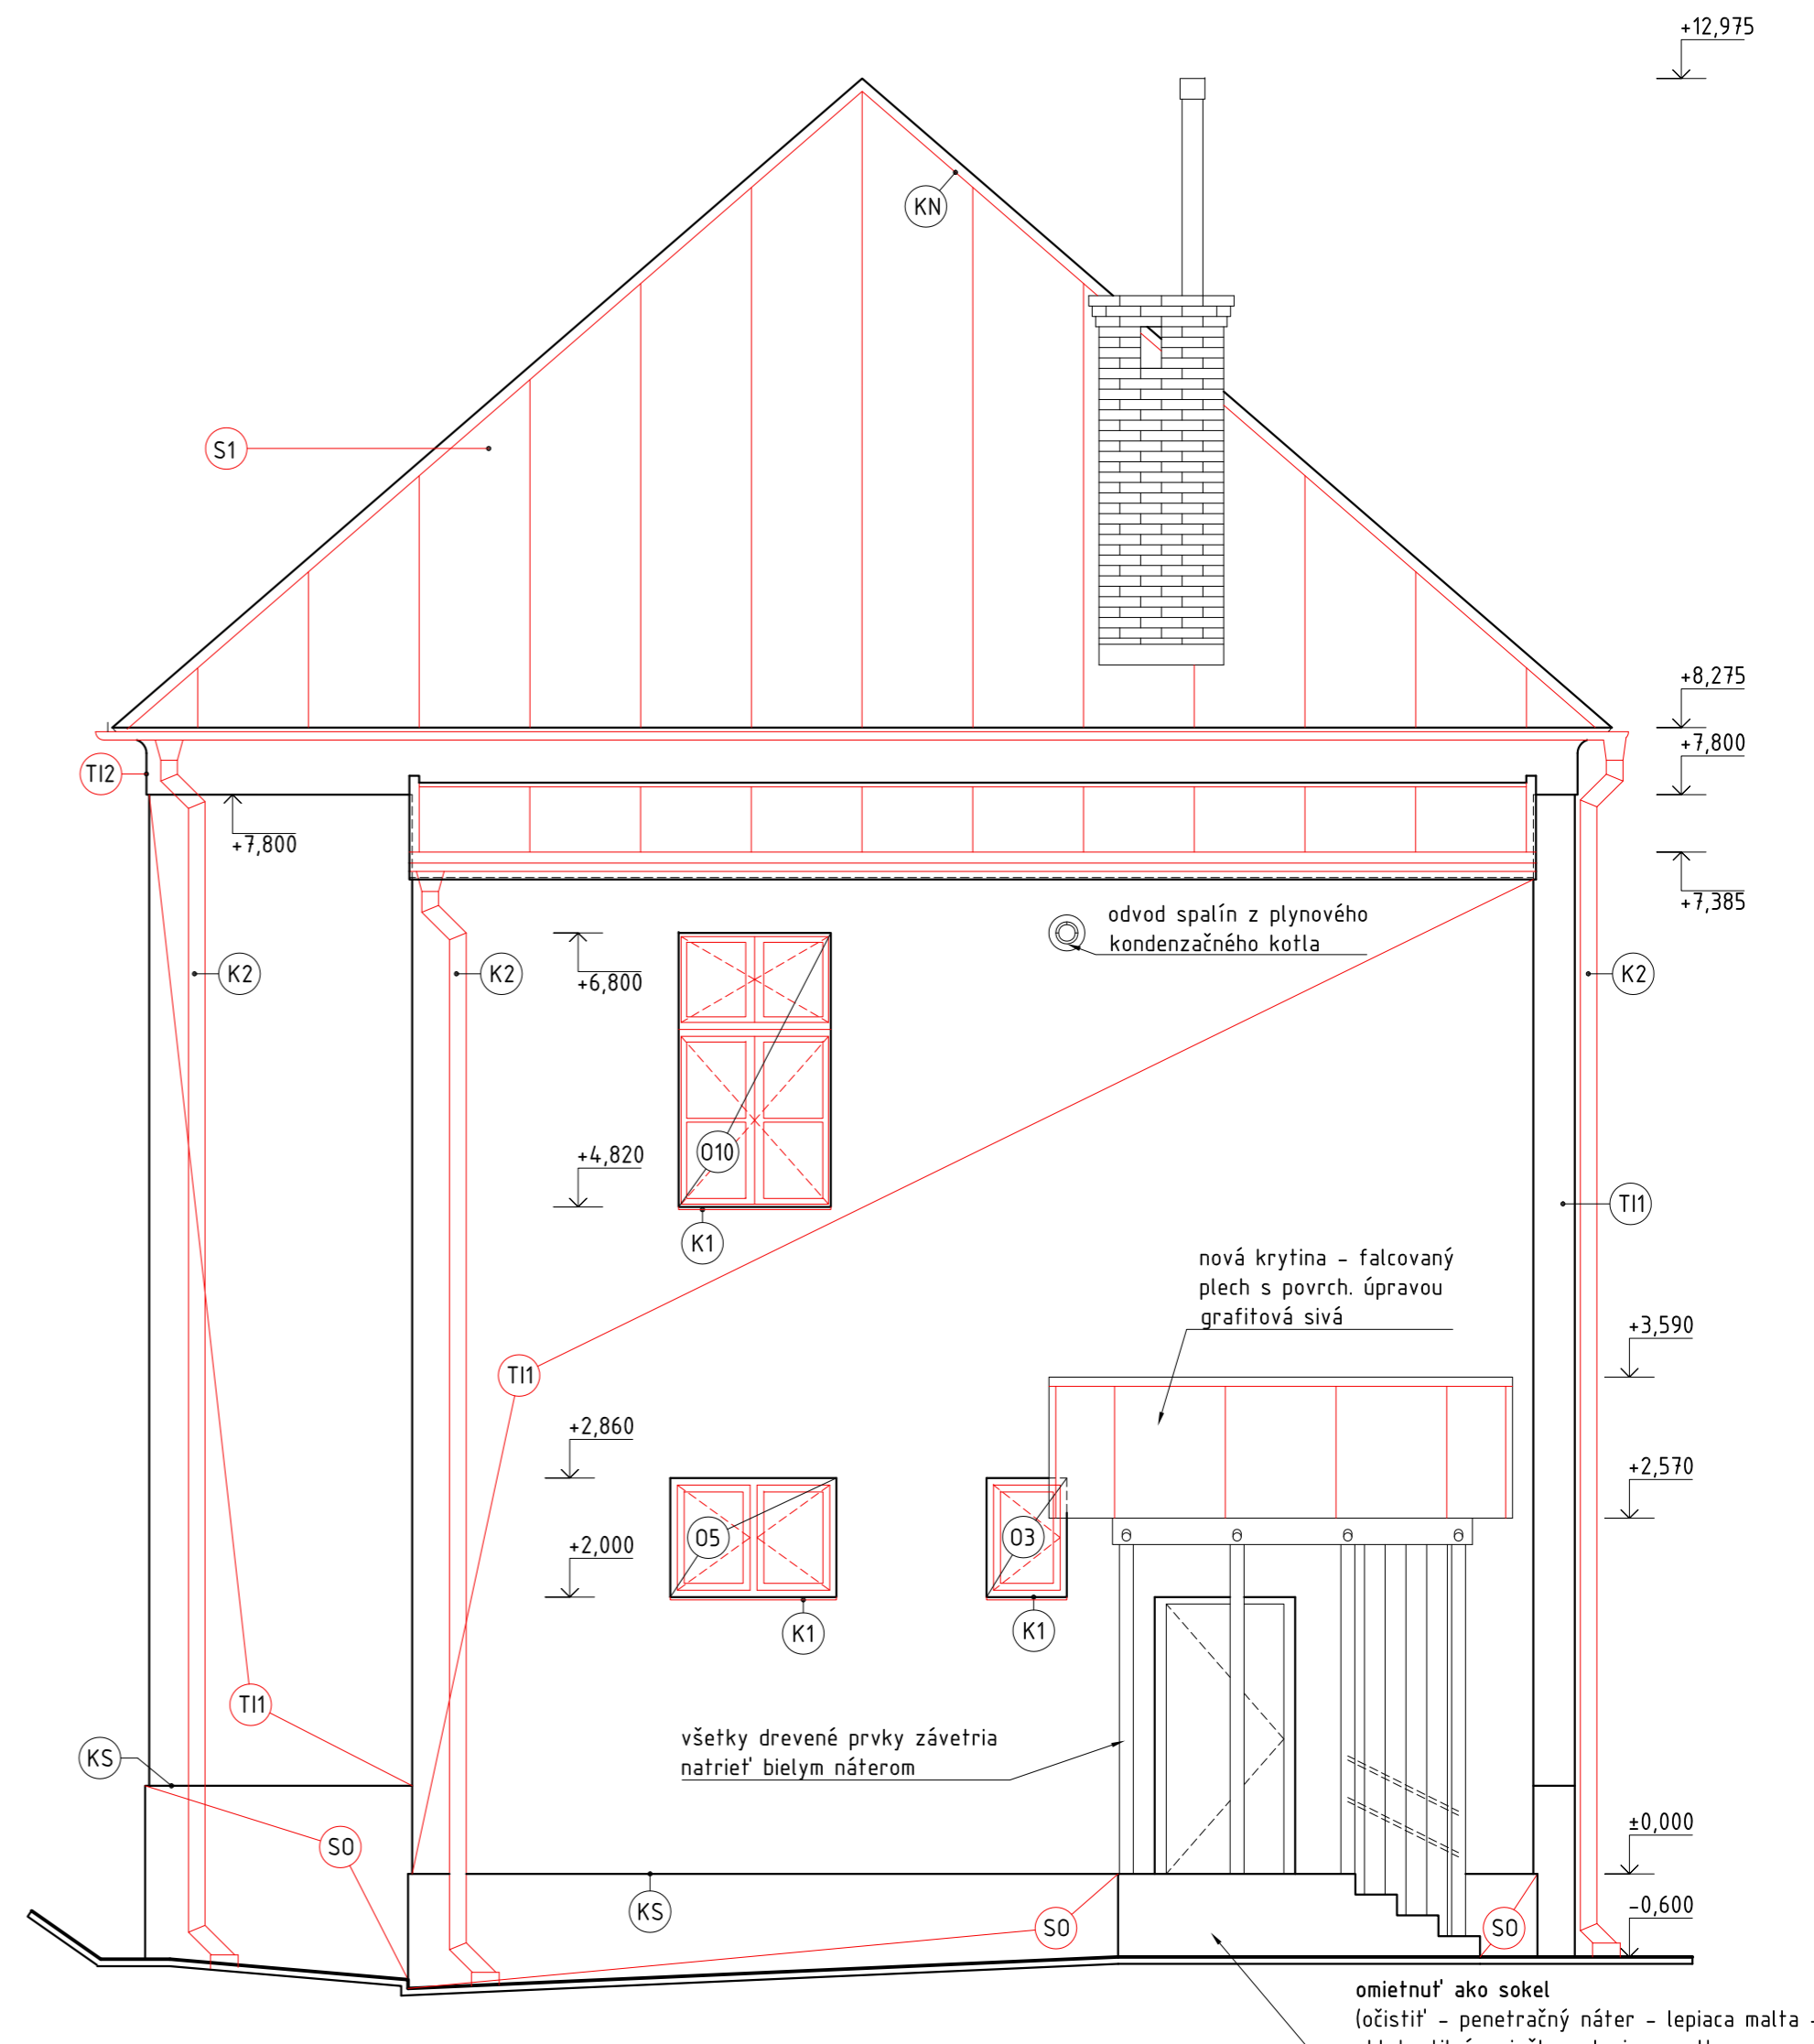 +12,975
KN
S1
+8,275
+7,800
TI2
+7,800
+7,385
odvod spalín z plynového
kondenzačného kotla
K2
K2
+6,800
K2
O10
+4,820
TI1
K1
nová krytina - falcovaný
plech s povrch. úpravou
grafitová sivá
+3,590
TI1
+2,860
+2,570
O5
O3
+2,000
K1
K1
TI1
všetky drevené prvky závetria
natrieť bielym náterom
KS
±0,000
SO
KS
SO
SO
-0,600
omietnuť ako sokel
(očistiť - penetračný náter - lepiaca malta -